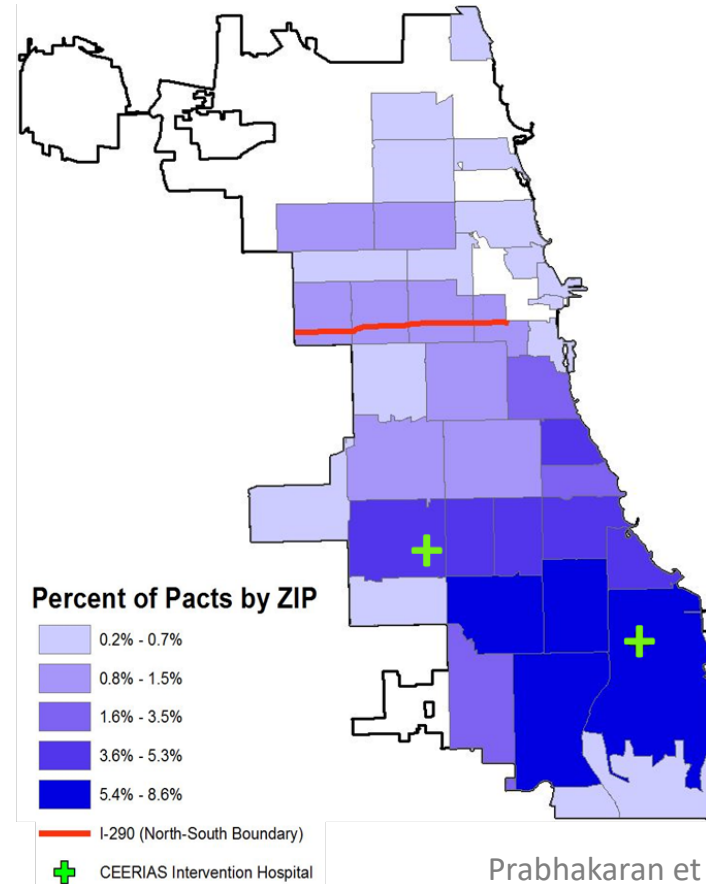 Percent of Pacts by ZIP
0.2% - 0.7%
0.8% - 1.5%
1.6% - 3.5%
3.6% - 5.3%
5.4% - 8.6%
I-290 (North-South Boundary)
CEERIAS Intervention Hospital
Prabhakaran et